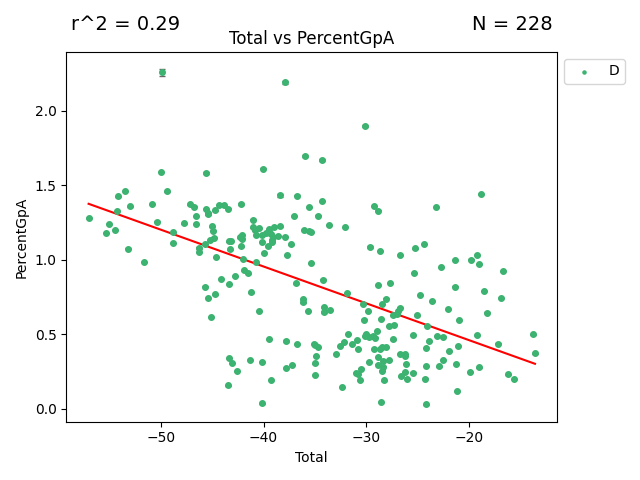 r^2 = 0.29
N = 228
Total vs PercentGpA
D
PercentGpA
2.0
1.5
1.0
0.5
0.0
−50
−40
−30
−20
Total